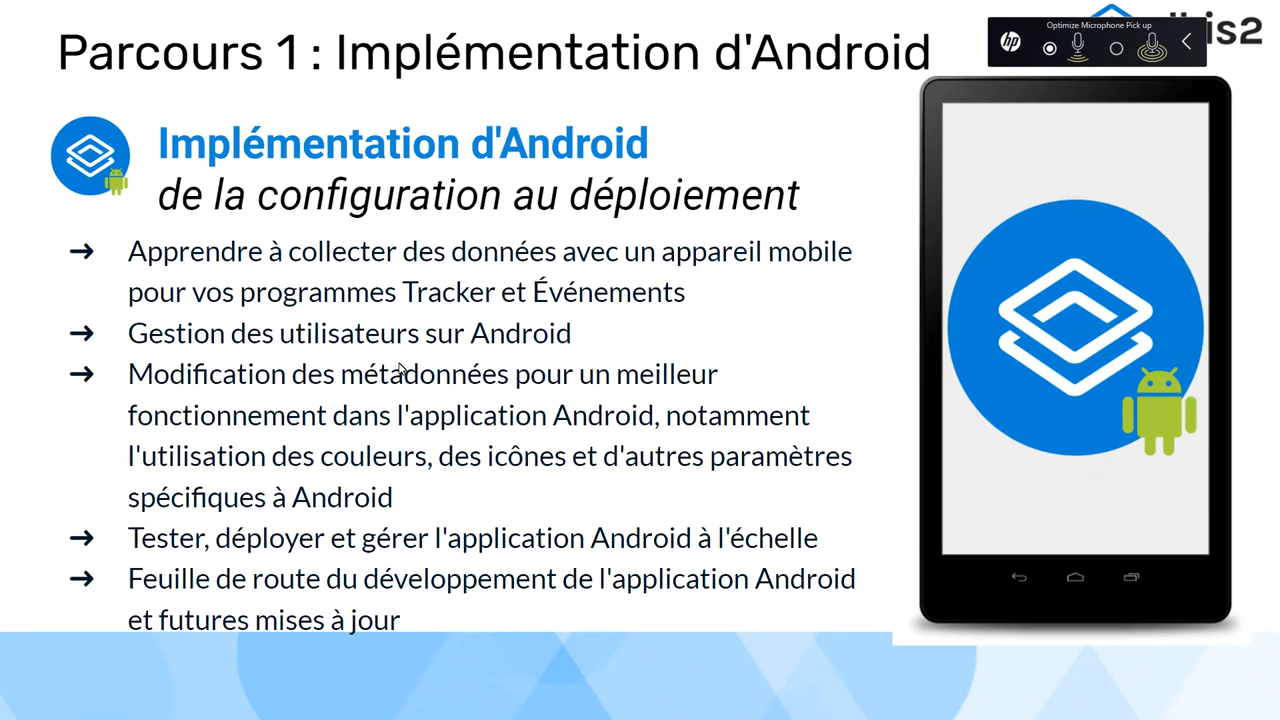 Parcours 1 : Implémentation d'Android
Optimize Microphone Pick up
hp
is2
Implémentation d'Android
de la configuration au déploiement
➔ Apprendre à collecter des données avec un appareil mobile
pour vos programmes Tracker et Événements
➔ Gestion des utilisateurs sur Android
➔ Modification des métadonnées pour un meilleur
fonctionnement dans l'application Android, notamment
l'utilisation des couleurs, des icônes et d'autres paramètres
spécifiques à Android
➔ Tester, déployer et gérer l'application Android à l'échelle
➔ Feuille de route du développement de l'application Android
et futures mises à jour